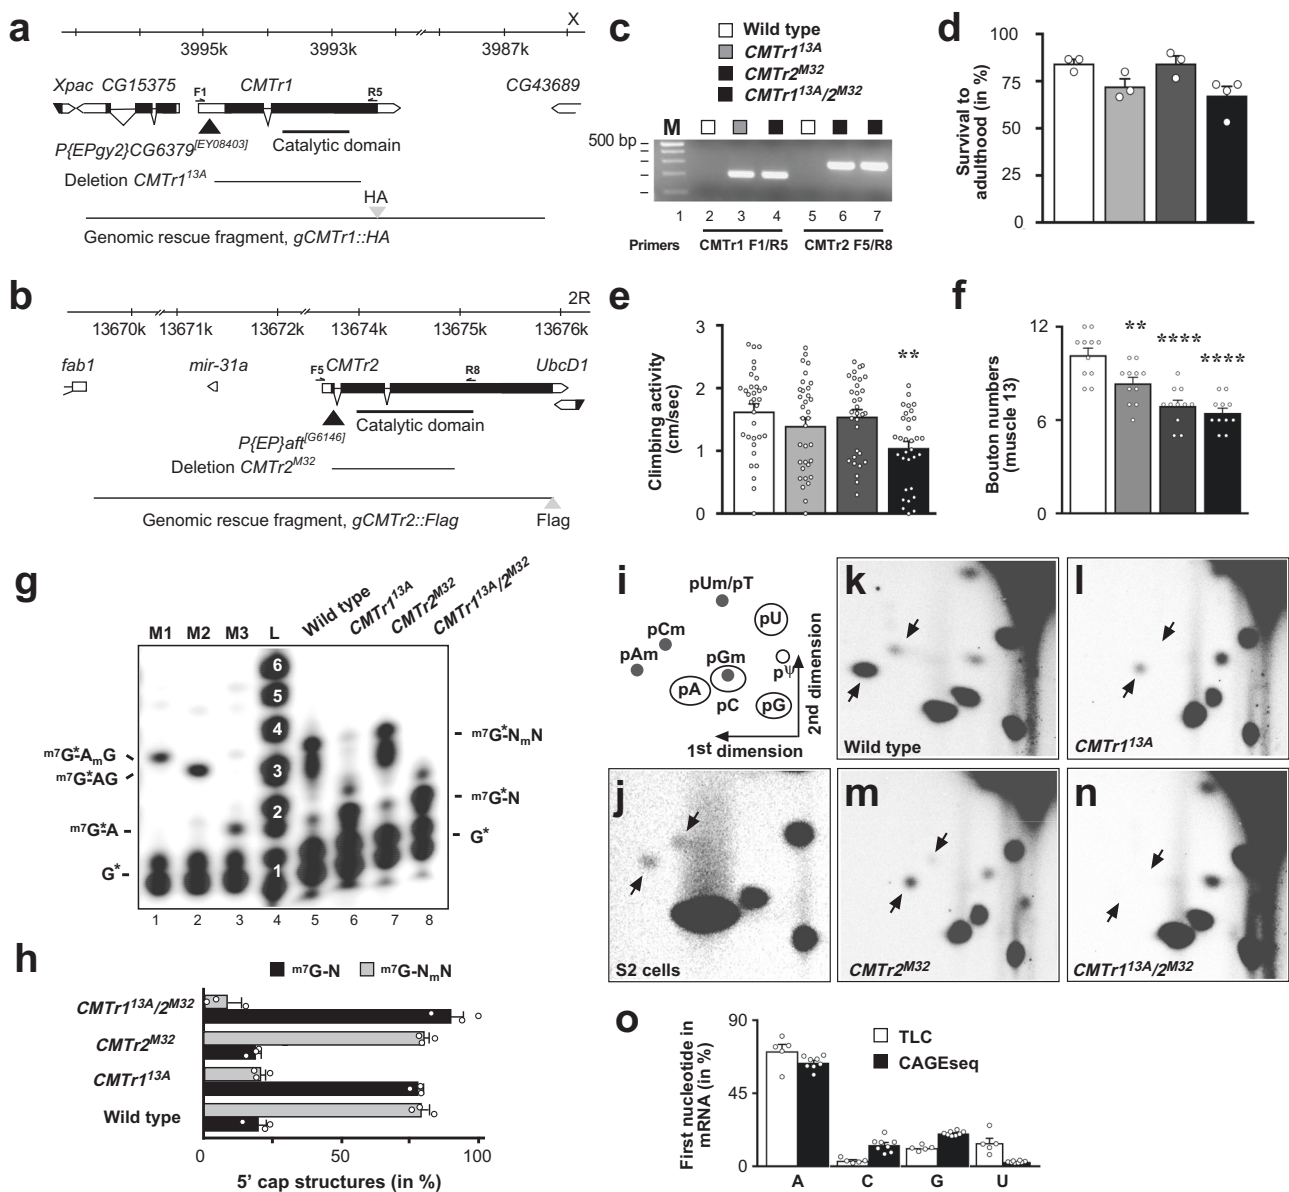 a
X
3995k 3993k 3987k
Xpac CG15375 CMTr1 CG43689
F1 R5
P{EPgy2}CG6379[EY08403]
Catalytic domain
Deletion CMTr1^13A
HA
Genomic rescue fragment, gCMTr1::HA
b
2R
13670k 13671k 13672k 13674k 13675k 13676k
fab1 mir-31a CMTr2 UbcD1
F5 R8
P{EP}aft[G6146]
Catalytic domain
Deletion CMTr2^M32
Genomic rescue fragment, gCMTr2::Flag
Flag
c
Wild type
CMTr1^13A
CMTr2^M32
CMTr1^13A/2^M32
M
500 bp
1 2 3 4 5 6 7
Primers CMTr1 F1/R5 CMTr2 F5/R8
d
Survival to
adulthood (in %)
100
75
50
25
0
e
Climbing activity
(cm/sec)
3
2
1
0
**
f
Bouton numbers
(muscle 13)
12
6
0
**
****
****
g
M1 M2 M3 L Wild type CMTr1^13A CMTr2^M32 CMTr1^13A/2^M32
6
5
4
3
2
1
m7G*-AmG
m7G*-AG
m7G*-A
G*
m7G*-NmN
m7G*-N
G*
1 2 3 4 5 6 7 8
h
m7G-N m7G-NmN
CMTr1^13A/2^M32
CMTr2^M32
CMTr1^13A
Wild type
0 50 100
5' cap structures (in %)
i
pUm/pT
pU
pCm
pAm
pGm
pψ
pA
pC
pG
1st dimension
2nd dimension
j
S2 cells
k
Wild type
l
CMTr1^13A
m
CMTr2^M32
n
CMTr1^13A/2^M32
o
First nucleotide in
mRNA (in %)
90
45
0
TLC
CAGEseq
A C G U